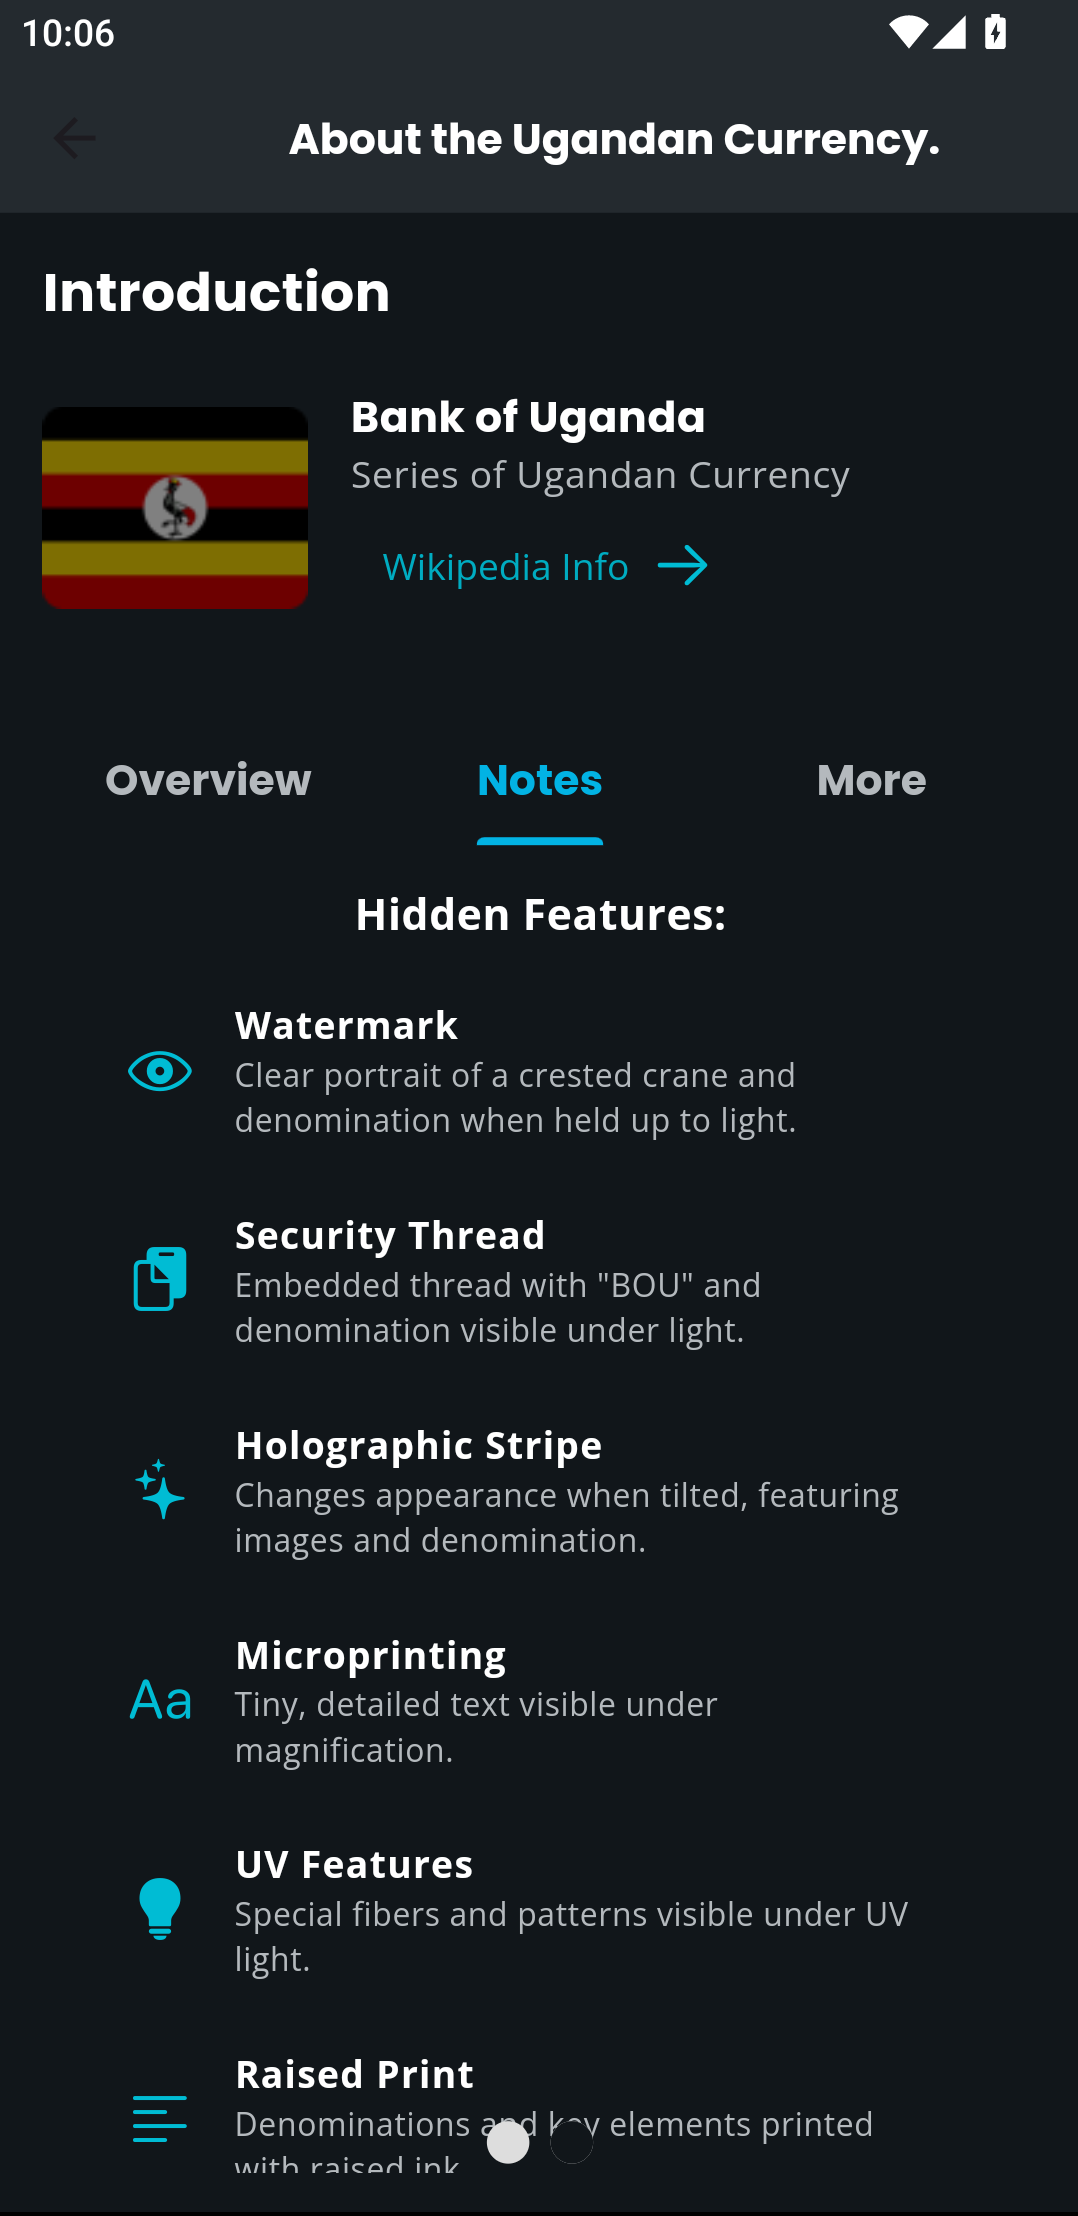 10:06
About the Ugandan Currency.
Introduction
Bank of Uganda
Series of Ugandan Currency
Wikipedia Info
Overview
Notes
More
Hidden Features:
Watermark
Clear portrait of a crested crane and
denomination when held up to light.
Security Thread
Embedded thread with "BOU" and
denomination visible under light.
Holographic Stripe
Changes appearance when tilted, featuring
images and denomination.
Microprinting
Aa
Tiny, detailed text visible under
magnification.
UV Features
Special fibers and patterns visible under UV
light.
Raised Print
Denominations and key elements printed
with raised ink.